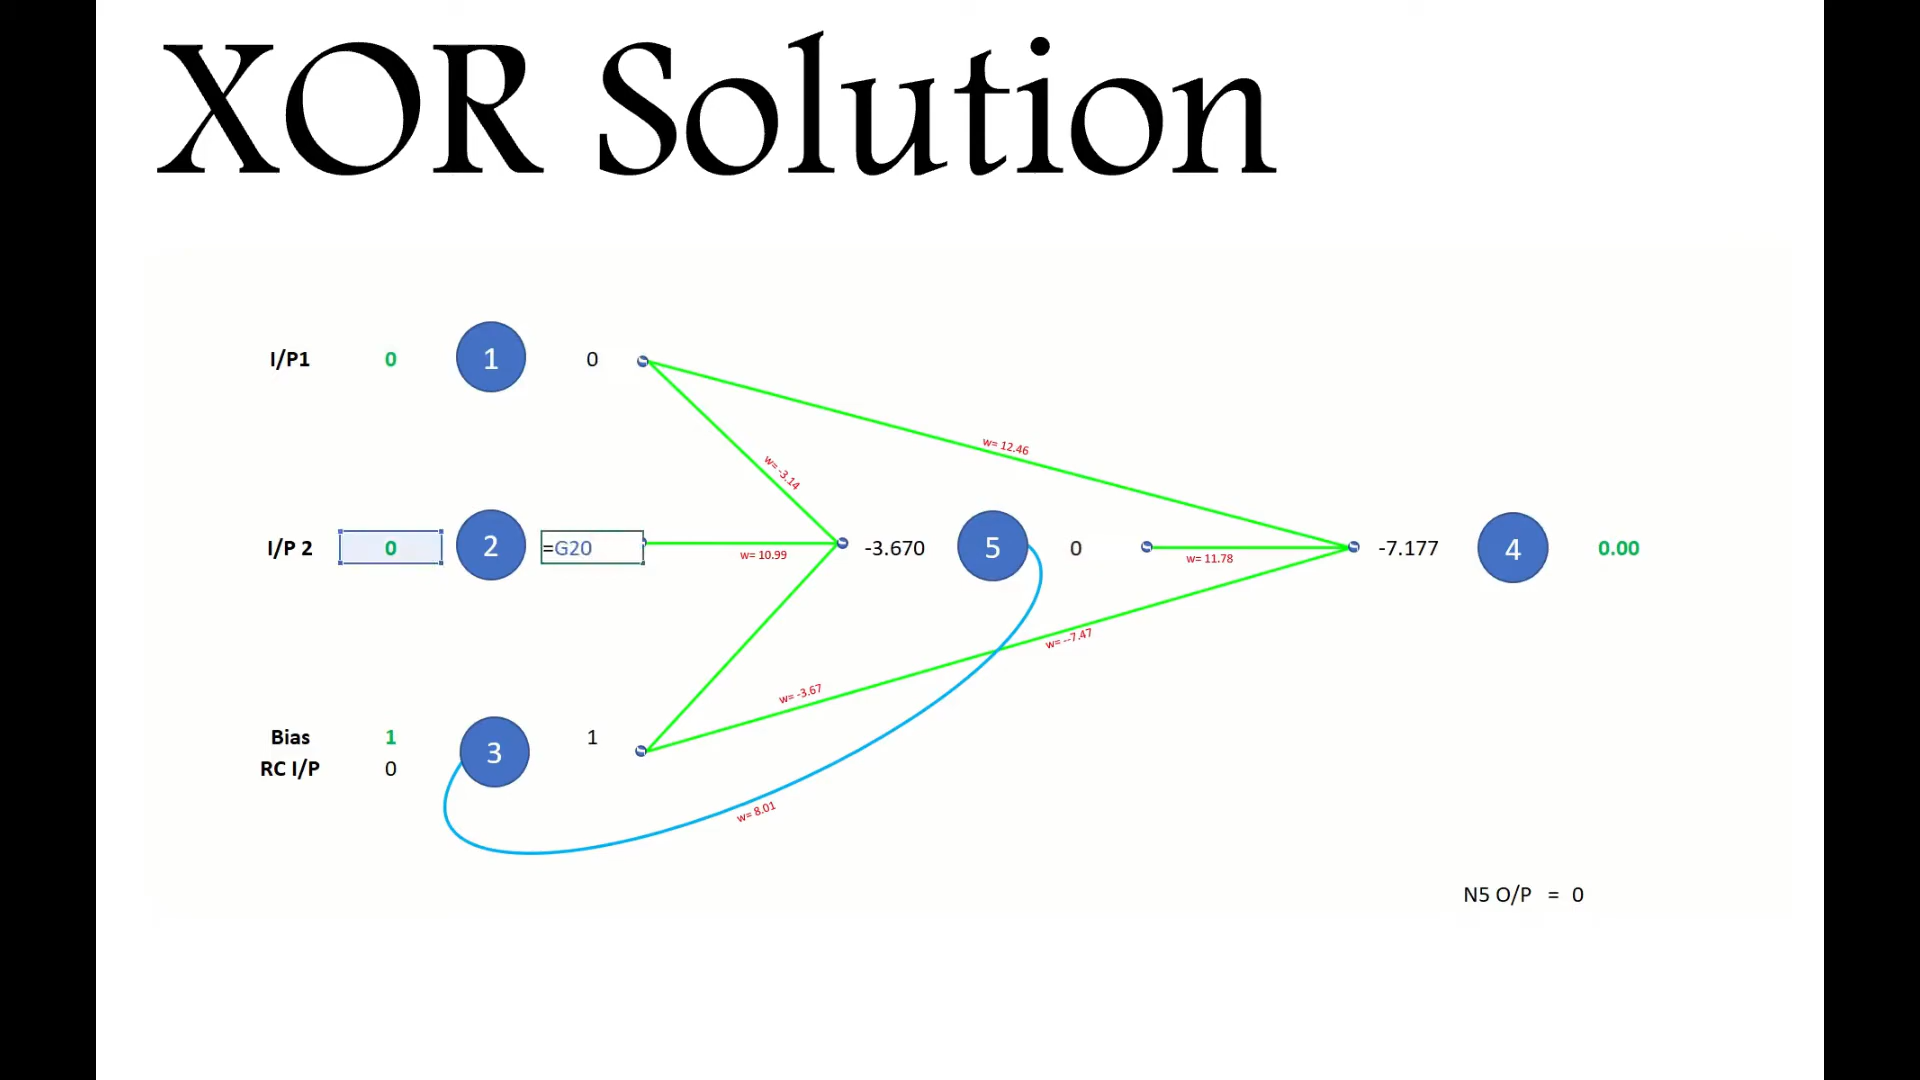 XOR Solution
I/P1 0 1 0
w= 12.46
w= -3.14
I/P 2 0 2 =G20 w= 10.99 -3.670 5 0 w= 11.78 -7.177 4 0.00
w= --7.47
w= -3.67
Bias 1 3 1
RC I/P 0
w= 8.01
N5 O/P = 0